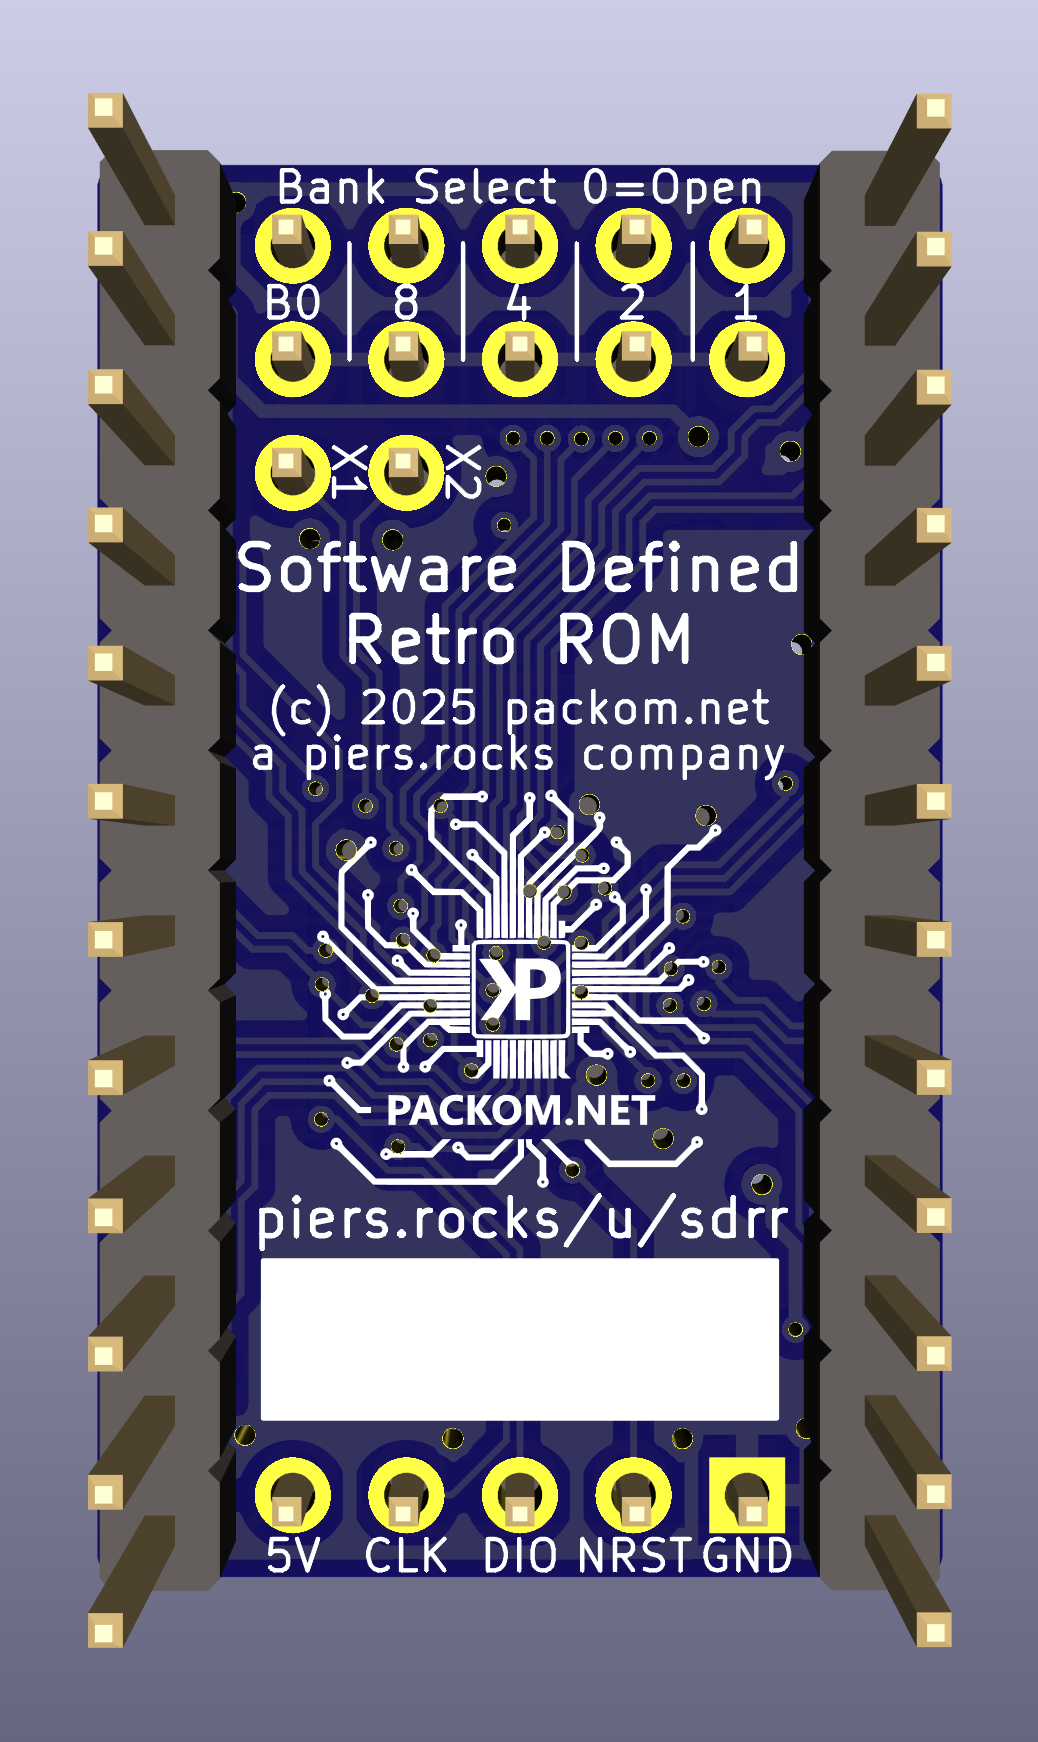 Bank Select 0=Open
B0 8 4 2 1
X1 X2
Software Defined
Retro ROM
(c) 2025 packom.net
a piers.rocks company
KP
PACKOM.NET
piers.rocks/u/sdrr
5V CLK DIO NRST GND